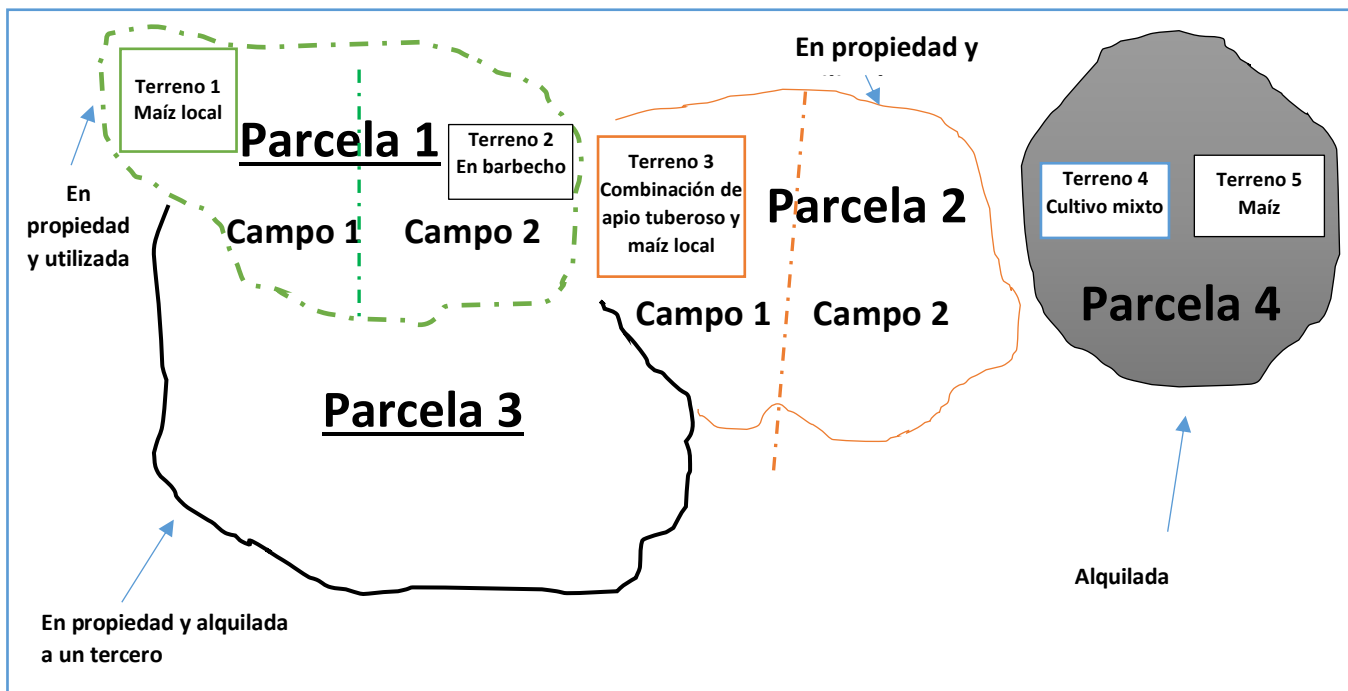 En propiedad y
Terreno 1
Maíz local
Parcela 1
Terreno 2
En barbecho
En
propiedad
y utilizada
Campo 1
Campo 2
Terreno 3
Combinación de
apio tuberoso y
maíz local
Parcela 2
Campo 1
Campo 2
Terreno 4
Cultivo mixto
Terreno 5
Maíz
Parcela 4
Parcela 3
Alquilada
En propiedad y alquilada
a un tercero